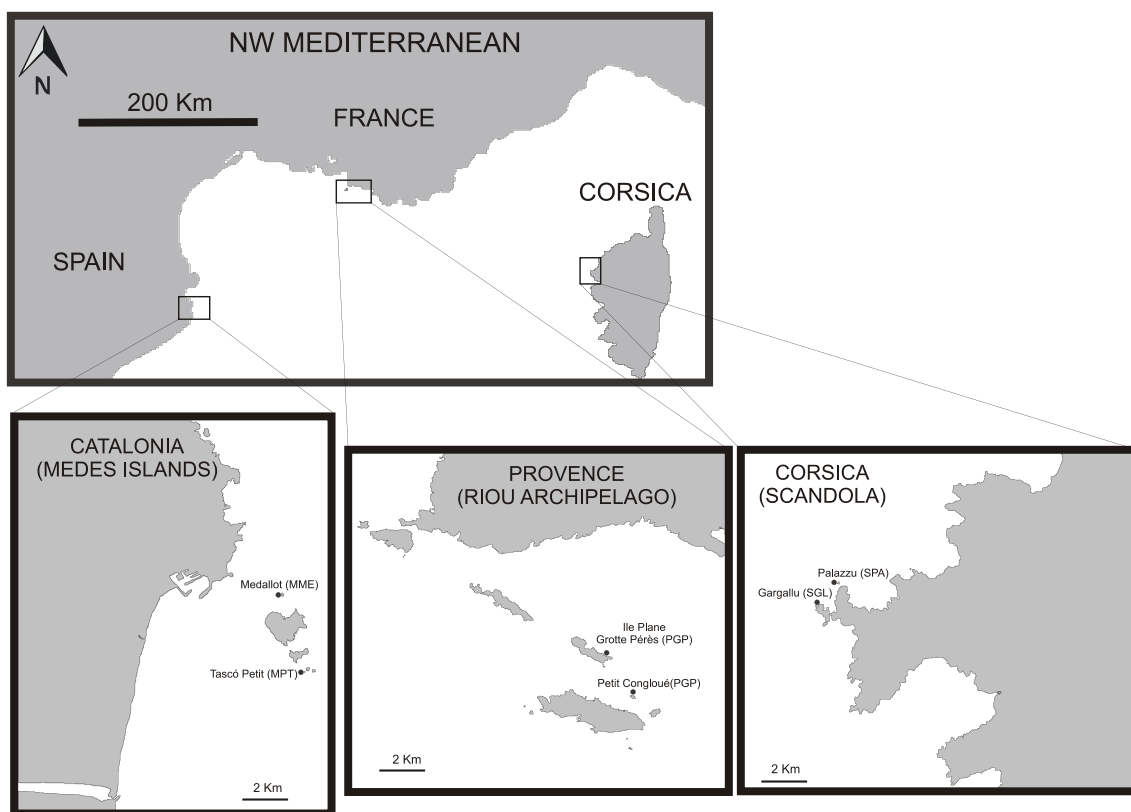 NW MEDITERRANEAN
N
200 Km
FRANCE
CORSICA
SPAIN
CATALONIA
(MEDES ISLANDS)
Medallot (MME)
Tascó Petit (MPT)
2 Km
PROVENCE
(RIOU ARCHIPELAGO)
Ile Plane
Grotte Pérès (PGP)
Petit Congloué(PGP)
2 Km
CORSICA
(SCANDOLA)
Palazzu (SPA)
Gargallu (SGL)
2 Km